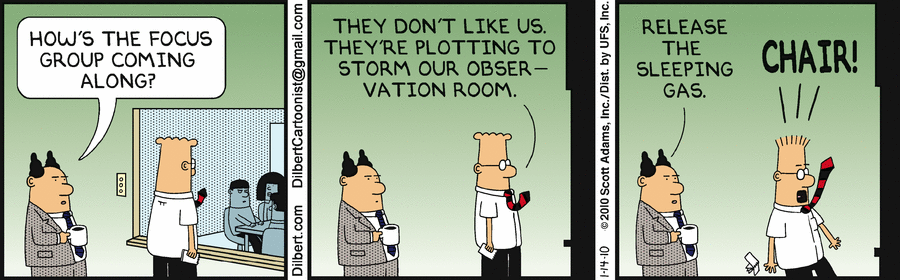 HOW'S THE FOCUS
GROUP COMING
ALONG?
Dilbert.com DilbertCartoonist@gmail.com
THEY DON'T LIKE US.
THEY'RE PLOTTING TO
STORM OUR OBSER-
VATION ROOM.
1-14-10 © 2010 Scott Adams, Inc./Dist. by UFS, Inc.
RELEASE
THE
SLEEPING
GAS.
CHAIR!